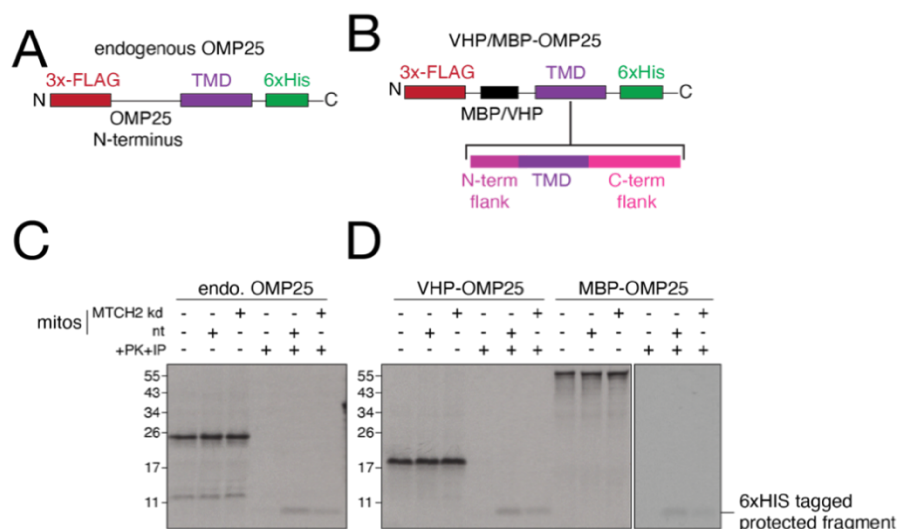 A
endogenous OMP25
3x-FLAG TMD 6xHis
N C
OMP25
N-terminus
B
VHP/MBP-OMP25
3x-FLAG TMD 6xHis
N C
MBP/VHP
N-term TMD C-term
flank flank
C
endo. OMP25
mitos
MTCH2 kd - - + - - +
nt - + - - + -
+PK+IP - - - + + +
55
43
34
26
17
11
D
VHP-OMP25 MBP-OMP25
- - + - - + - - + - - +
- + - - + - - + - - + -
- - - + + + - - - + + +
55
43
34
26
17
11
6xHIS tagged
protected fragment